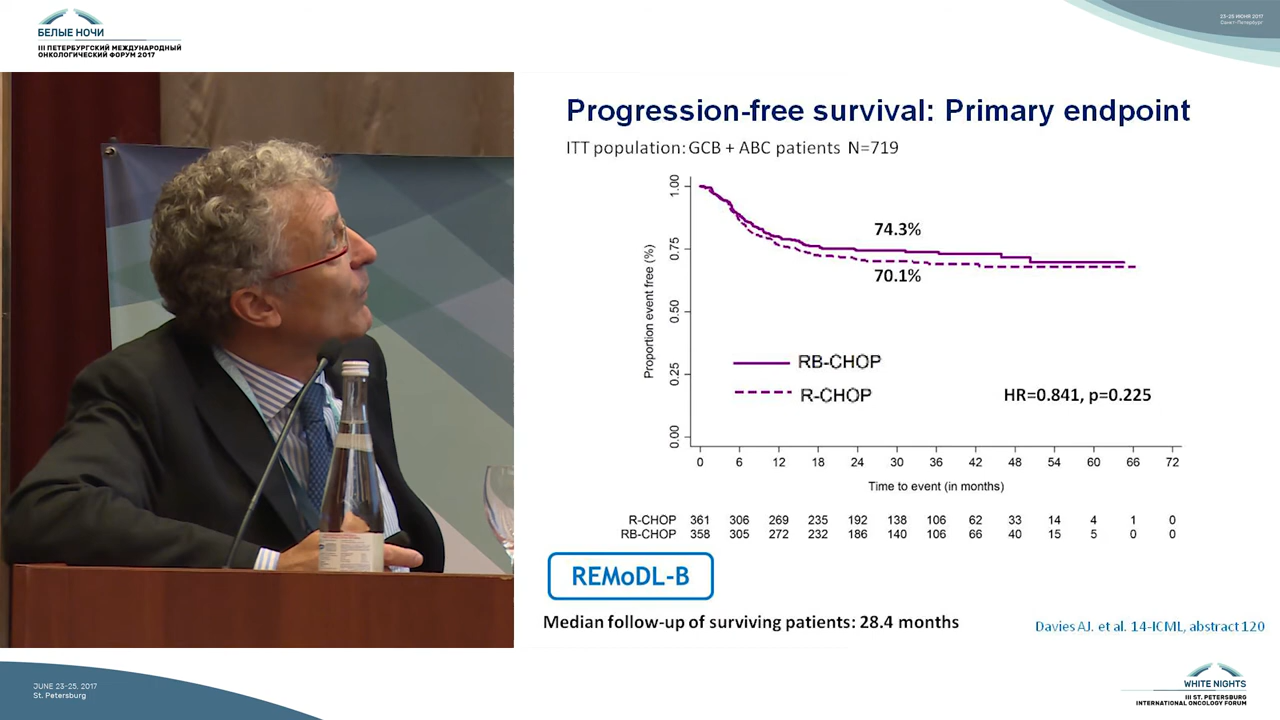 БЕЛЫЕ НОЧИ
III ПЕТЕРБУРГСКИЙ МЕЖДУНАРОДНЫЙ
ОНКОЛОГИЧЕСКИЙ ФОРУМ 2017
23-25 ИЮНЯ 2017
Санкт-Петербург
Progression-free survival: Primary endpoint
ITT population: GCB + ABC patients N=719
Proportion event free (%)
1.00
0.75
0.50
0.25
0.00
74.3%
70.1%
RB-CHOP
R-CHOP
HR=0.841, p=0.225
0 6 12 18 24 30 36 42 48 54 60 66 72
Time to event (in months)
R-CHOP 361 306 269 235 192 138 106 62 33 14 4 1 0
RB-CHOP 358 305 272 232 186 140 106 66 40 15 5 0 0
REMoDL-B
Median follow-up of surviving patients: 28.4 months
Davies AJ. et al. 14-ICML, abstract 120
JUNE 23-25, 2017
St. Petersburg
WHITE NIGHTS
III ST. PETERSBURG
INTERNATIONAL ONCOLOGY FORUM